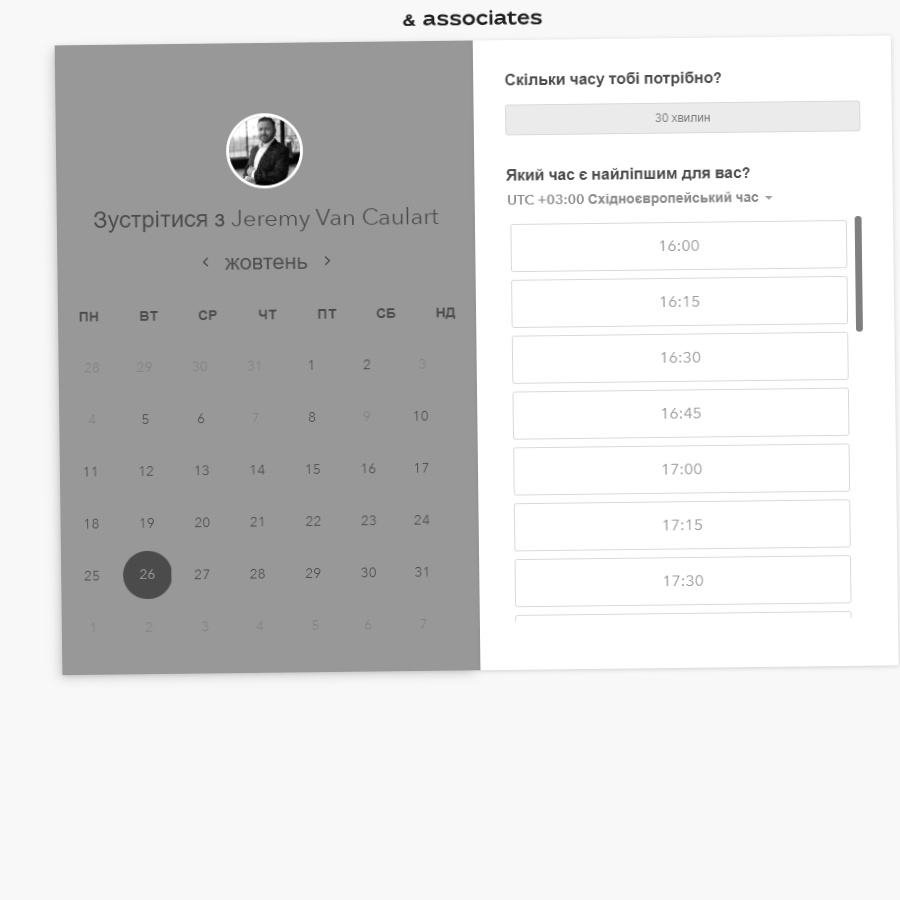 & associates
Зустрітися з Jeremy Van Caulart
жовтень
ПН ВТ СР ЧТ ПТ СБ НД
28 29 30 31 1 2 3
4 5 6 7 8 9 10
11 12 13 14 15 16 17
18 19 20 21 22 23 24
25 26 27 28 29 30 31
1 2 3 4 5 6 7
Скільки часу тобі потрібно?
30 хвилин
Який час є найліпшим для вас?
UTC +03:00 Східноєвропейський час
16:00
16:15
16:30
16:45
17:00
17:15
17:30